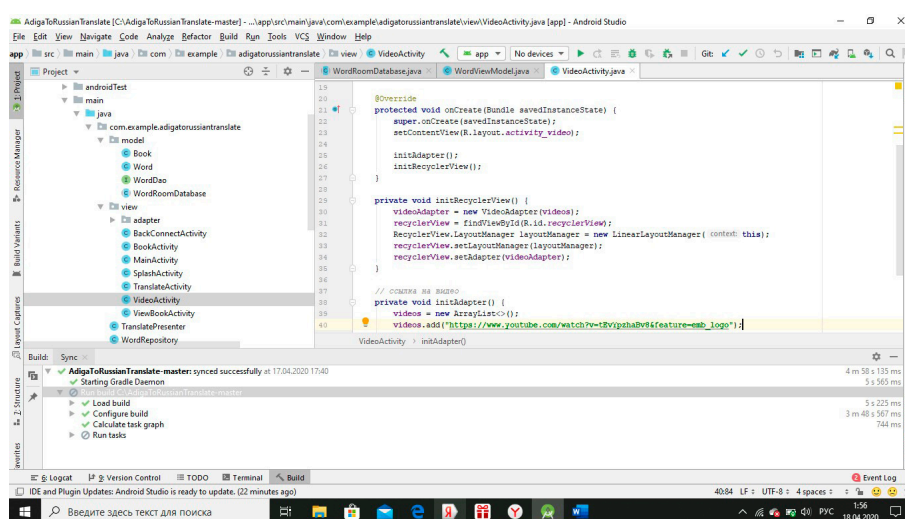 AdigaToRussianTranslate [C:\AdigaToRussianTranslate-master] - ...\app\src\main\java\com\example\adigatorussiantranslate\view\VideoActivity.java [app] - Android Studio
File Edit View Navigate Code Analyze Refactor Build Run Tools VCS Window Help
app src main java com example adigatorussiantranslate view VideoActivity app No devices Git:
Project WordRoomDatabase.java WordViewModel.java VideoActivity.java
1: Project
Resource Manager
Build Variants
Layout Captures
7: Structure
androidTest
main
java
com.example.adigatorussiantranslate
model
Book
Word
WordDao
WordRoomDatabase
view
adapter
BackConnectActivity
BookActivity
MainActivity
SplashActivity
TranslateActivity
VideoActivity
ViewBookActivity
TranslatePresenter
WordRepository
19
20 @Override
21 protected void onCreate(Bundle savedInstanceState) {
22 super.onCreate(savedInstanceState);
23 setContentView(R.layout.activity_video);
24
25 initAdapter();
26 initRecyclerView();
27 }
28
29 private void initRecyclerView() {
30 videoAdapter = new VideoAdapter(videos);
31 recyclerView = findViewById(R.id.recyclerView);
32 RecyclerView.LayoutManager layoutManager = new LinearLayoutManager( context: this);
33 recyclerView.setLayoutManager(layoutManager);
34 recyclerView.setAdapter(videoAdapter);
35 }
36
37 // ссылка на видео
38 private void initAdapter() {
39 videos = new ArrayList<>();
40 videos.add("https://www.youtube.com/watch?v=tEvYpzhaBv8&feature=emb_logo");
VideoActivity › initAdapter()
Build: Sync
AdigaToRussianTranslate-master: synced successfully at 17.04.2020 17:40 4 m 58 s 135 ms
Starting Gradle Daemon 5 s 565 ms
Run build C:\AdigaToRussianTranslate-master
Load build 5 s 225 ms
Configure build 3 m 48 s 567 ms
Calculate task graph 744 ms
Run tasks
6: Logcat 9: Version Control TODO Terminal Build Event Log
IDE and Plugin Updates: Android Studio is ready to update. (22 minutes ago) 40:84 LF UTF-8 4 spaces
Введите здесь текст для поиска РУС 1:56
18.04.2020